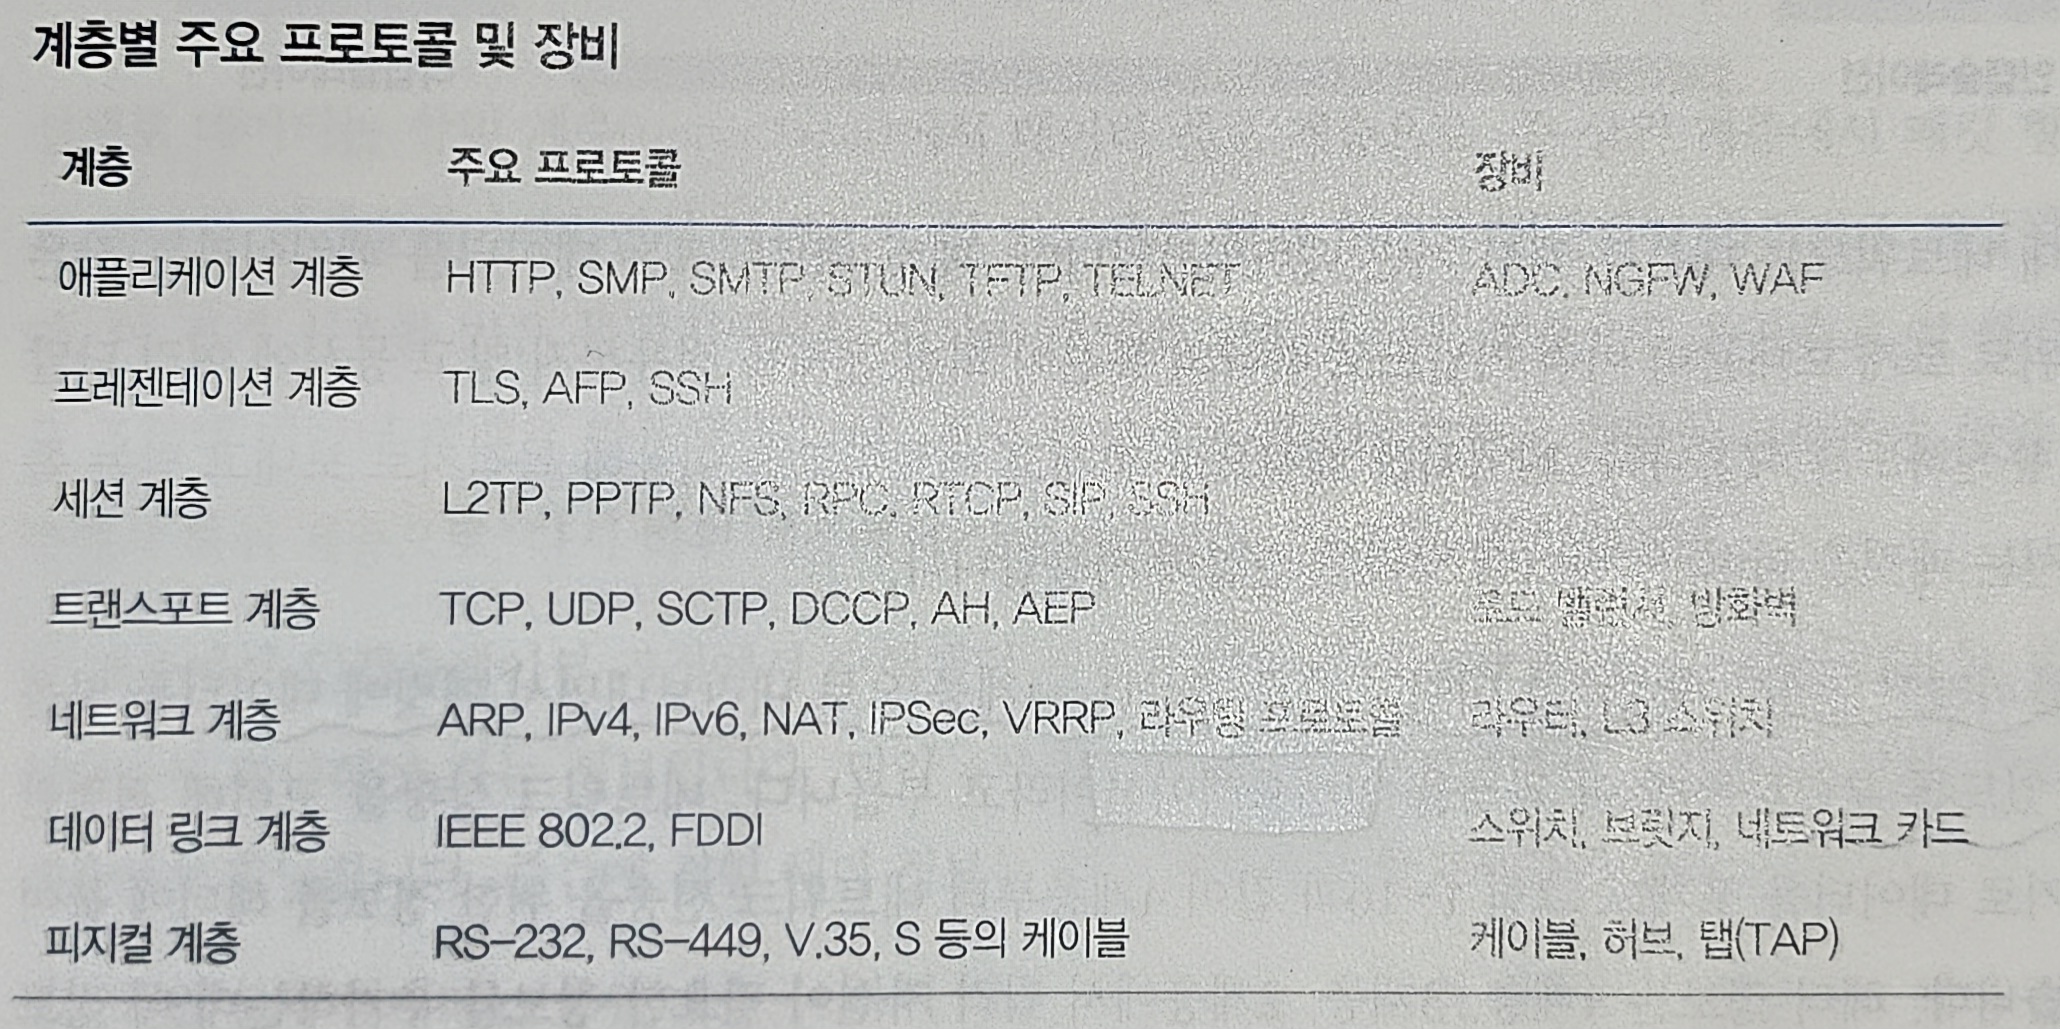 계층별 주요 프로토콜 및 장비
계층 주요 프로토콜 장비
애플리케이션 계층 HTTP, SMP, SMTP, STUN, TFTP, TELNET ADC, NGFW, WAF
프레젠테이션 계층 TLS, AFP, SSH
세션 계층 L2TP, PPTP, NFS, RPC, RTCP, SIP, SSH
트랜스포트 계층 TCP, UDP, SCTP, DCCP, AH, AEP 로드 밸런서, 방화벽
네트워크 계층 ARP, IPv4, IPv6, NAT, IPSec, VRRP, 라우팅 프로토콜 라우터, L3 스위치
데이터 링크 계층 IEEE 802.2, FDDI 스위치, 브릿지, 네트워크 카드
피지컬 계층 RS-232, RS-449, V.35, S 등의 케이블 케이블, 허브, 탭(TAP)